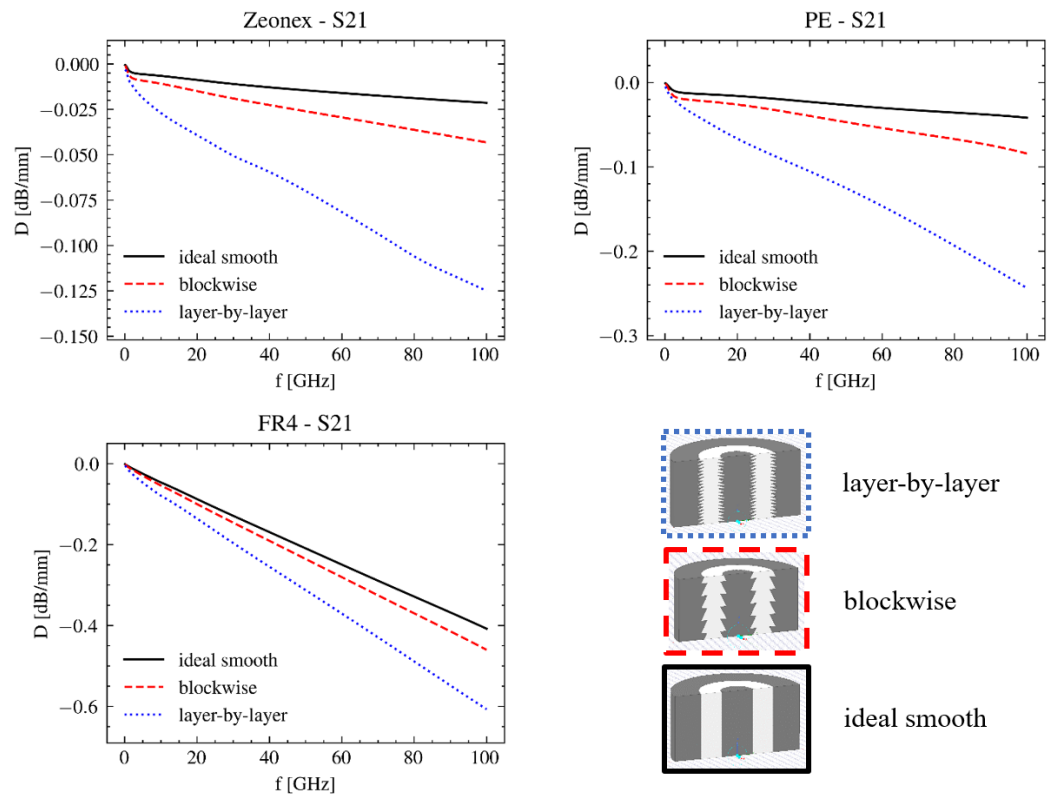 Zeonex - S21
0.000
−0.025
−0.050
−0.075
−0.100
−0.125
−0.150
D [dB/mm]
ideal smooth
blockwise
layer-by-layer
0 20 40 60 80 100
f [GHz]
PE - S21
0.0
−0.1
−0.2
−0.3
D [dB/mm]
ideal smooth
blockwise
layer-by-layer
0 20 40 60 80 100
f [GHz]
FR4 - S21
0.0
−0.2
−0.4
−0.6
D [dB/mm]
ideal smooth
blockwise
layer-by-layer
0 20 40 60 80 100
f [GHz]
layer-by-layer
blockwise
ideal smooth